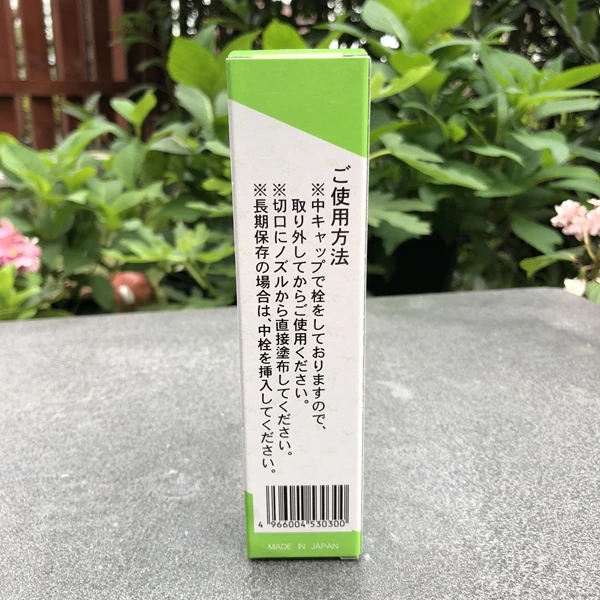 ご使用方法
※中キャップで栓をしておりますので、
取り外してからご使用ください。
※切口にノズルから直接塗布してください。
※長期保存の場合は、中栓を挿入してください。
4 966004 530300
MADE IN JAPAN